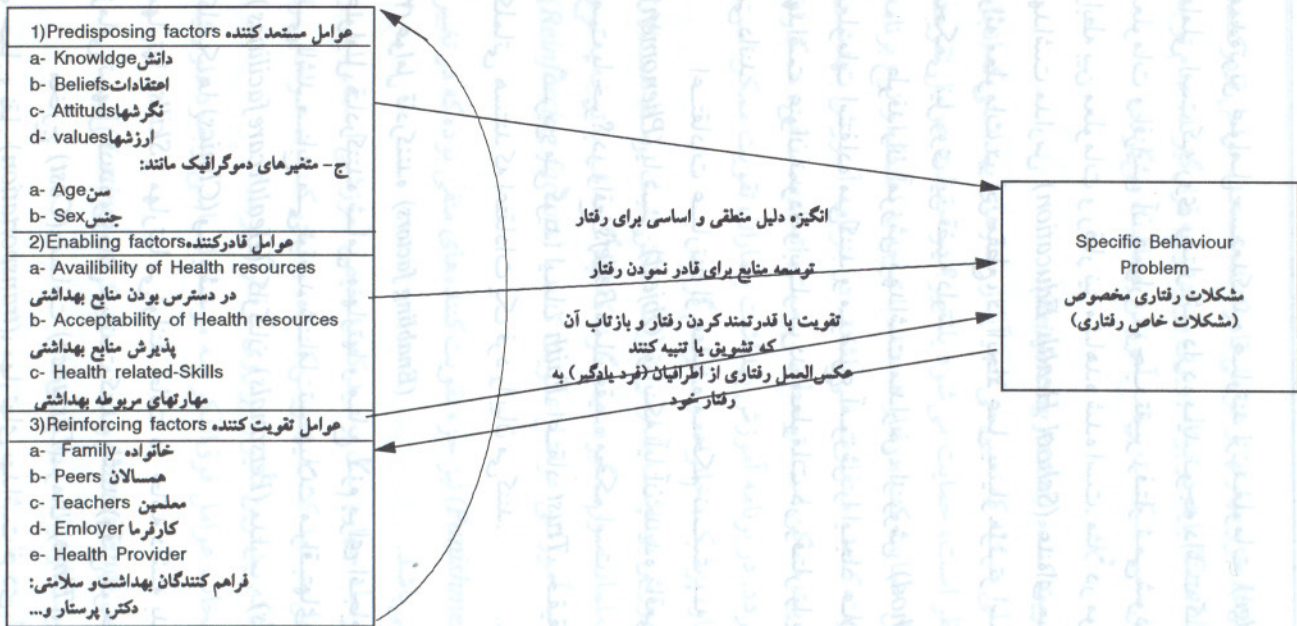 1)Predisposing factors عوامل مستعد کننده
a- Knowldge دانش
b- Beliefs اعتقادات
c- Attituds نگرشها
d- values ارزشها
ج- متغیرهای دموگرافیک مانند:
a- Age سن
b- Sex جنس
2)Enabling factors عوامل قادرکننده
a- Availibility of Health resources
در دسترس بودن منابع بهداشتی
b- Acceptability of Health resources
پذیرش منابع بهداشتی
c- Health related-Skills
مهارتهای مربوطه بهداشتی
3)Reinforcing factors عوامل تقویت کننده
a- Family خانواده
b- Peers همسالان
c- Teachers معلمین
d- Emloyer کارفرما
e- Health Provider
فراهم کنندگان بهداشت و سلامتی:
دکتر، پرستار و...
انگیزه دلیل منطقی و اساسی برای رفتار
توسعه منابع برای قادر نمودن رفتار
تقویت با قدرتمند کردن رفتار و بازتاب آن
که تشویق یا تنبیه کنند
عکس‌العمل رفتاری از اطرافیان (فرد یادگیر) به
رفتار خود
Specific Behaviour
Problem
مشکلات رفتاری مخصوص
(مشکلات خاص رفتاری)